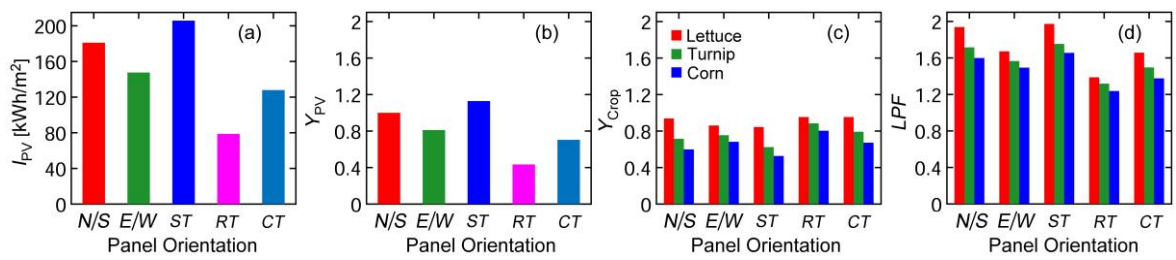 (a)
I_PV [kWh/m²]
200
160
120
80
40
0
N/S E/W ST RT CT
Panel Orientation
(b)
Y_PV
2
1.6
1.2
0.8
0.4
0
N/S E/W ST RT CT
Panel Orientation
(c)
Y_Crop
2
1.6
1.2
0.8
0.4
0
Lettuce
Turnip
Corn
N/S E/W ST RT CT
Panel Orientation
(d)
LPF
2
1.6
1.2
0.8
0.4
0
N/S E/W ST RT CT
Panel Orientation